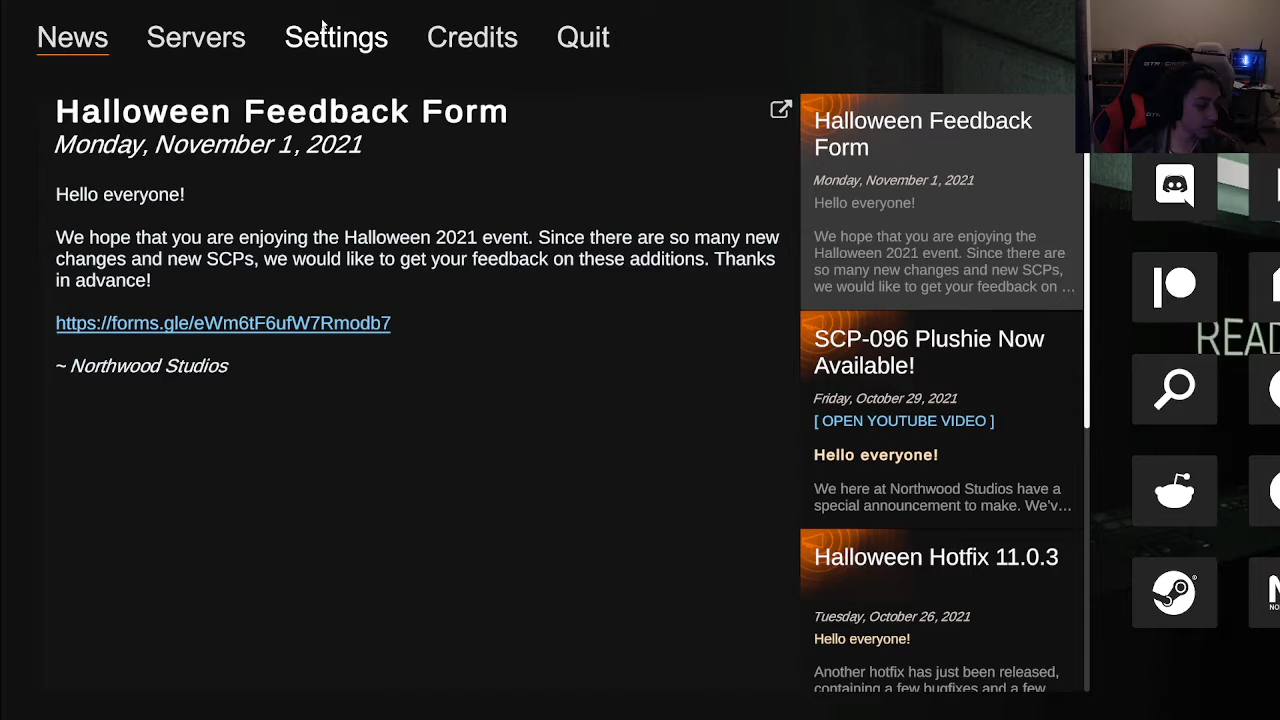 News Servers Settings Credits Quit
Halloween Feedback Form
Monday, November 1, 2021
Hello everyone!
We hope that you are enjoying the Halloween 2021 event. Since there are so many new
changes and new SCPs, we would like to get your feedback on these additions. Thanks
in advance!
https://forms.gle/eWm6tF6ufW7Rmodb7
~ Northwood Studios
Halloween Feedback
Form
Monday, November 1, 2021
Hello everyone!
We hope that you are enjoying the
Halloween 2021 event. Since there are
so many new changes and new SCPs,
we would like to get your feedback on ...
SCP-096 Plushie Now
Available!
Friday, October 29, 2021
[ OPEN YOUTUBE VIDEO ]
Hello everyone!
We here at Northwood Studios have a
special announcement to make. We'v...
Halloween Hotfix 11.0.3
Tuesday, October 26, 2021
Hello everyone!
Another hotfix has just been released,
containing a few bugfixes and a few
READ